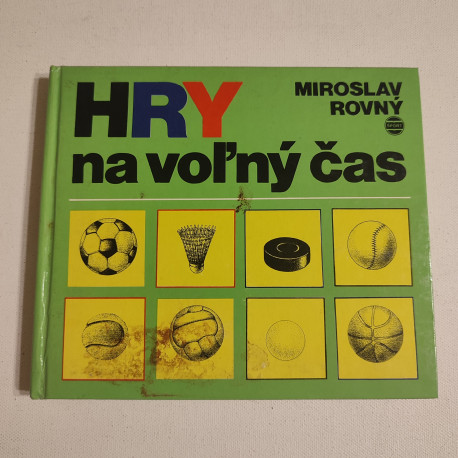 HRY
MIROSLAV
ROVNÝ
na voľný čas